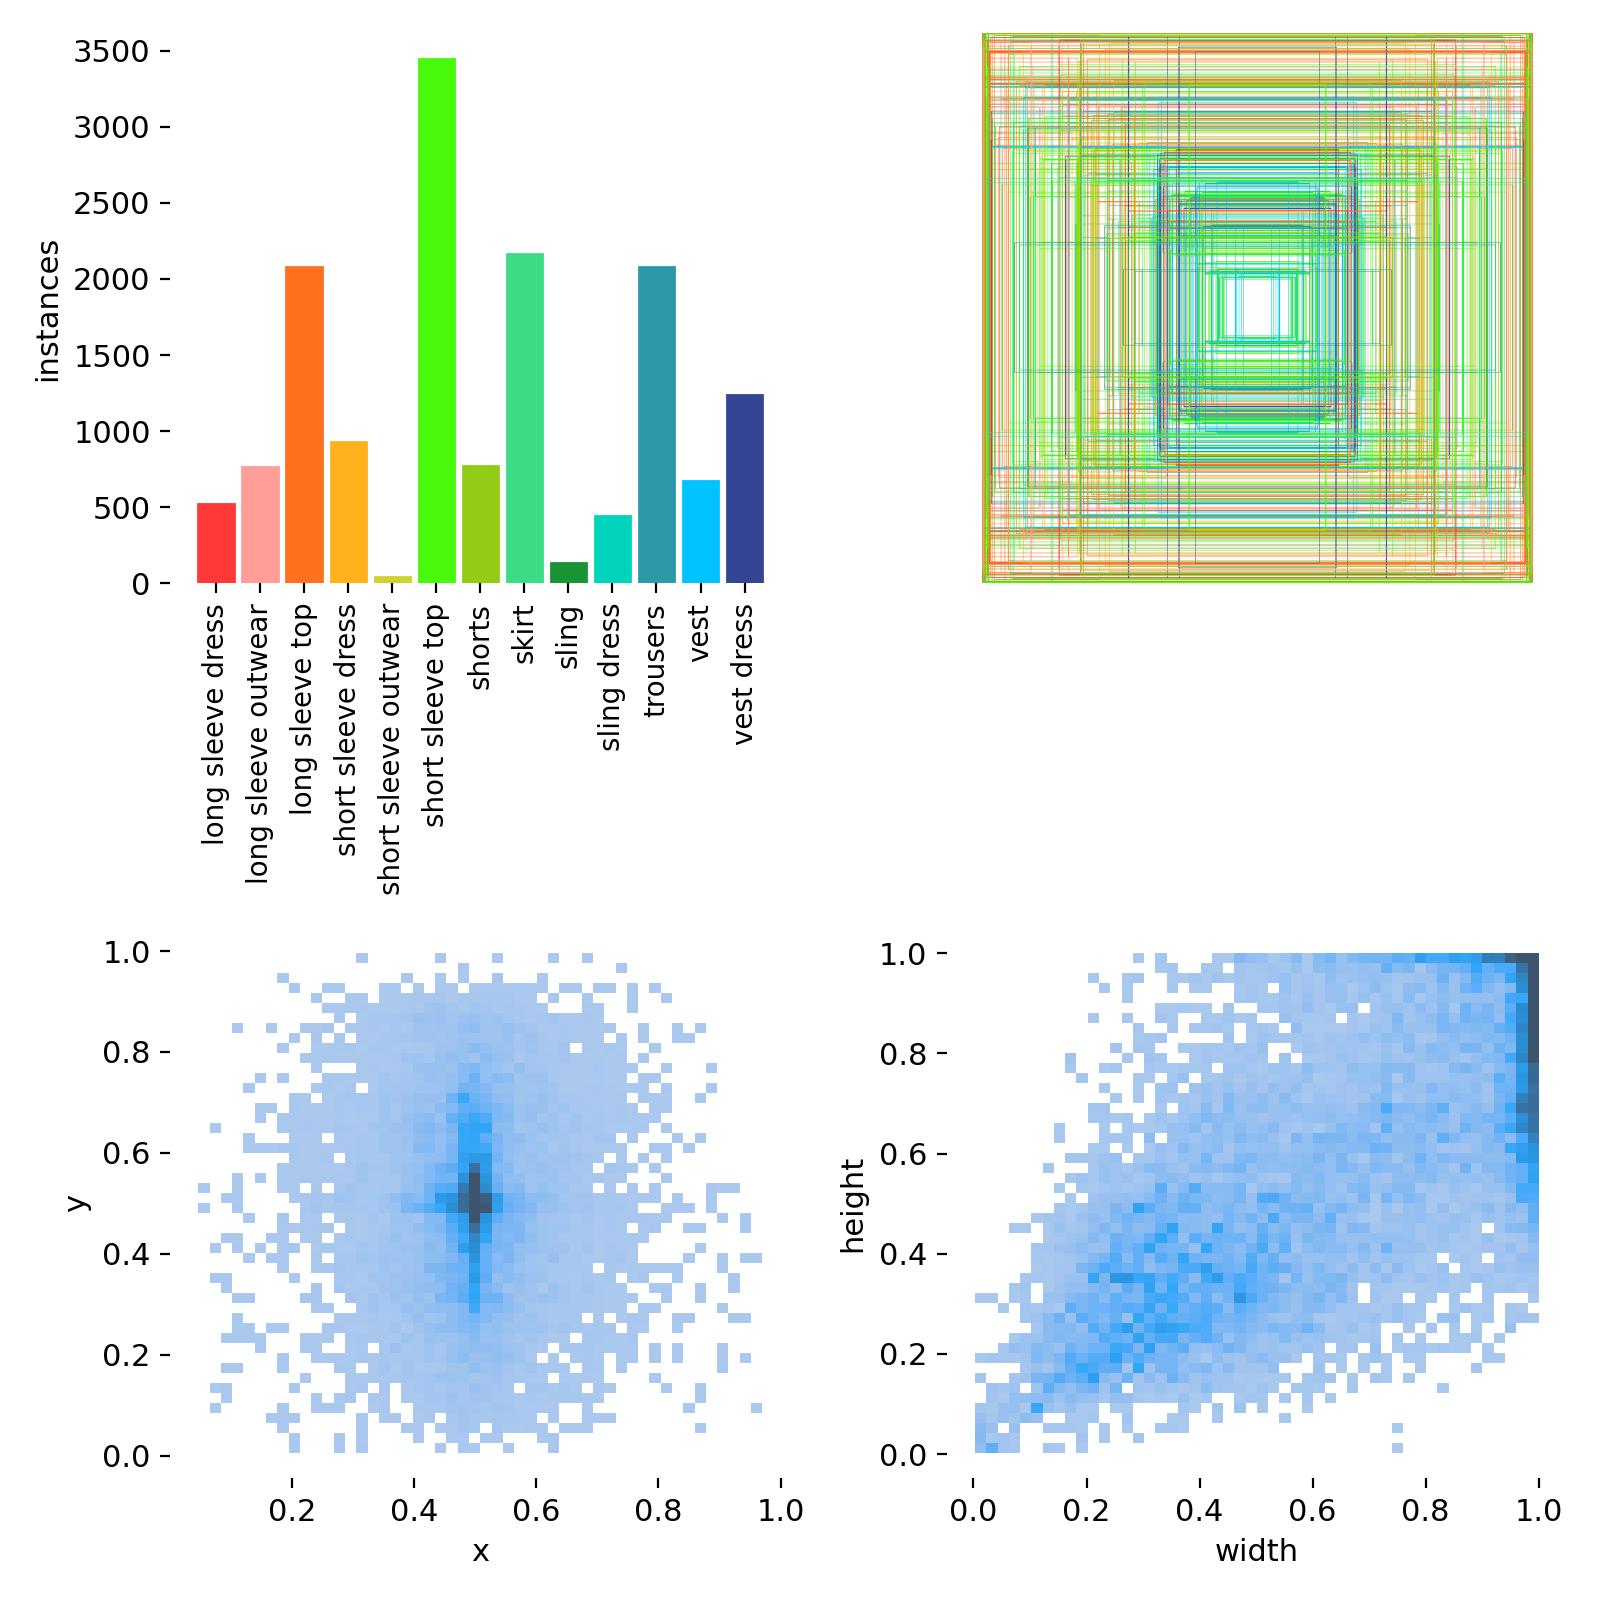 3500
3000
2500
2000
1500
1000
500
0
instances
long sleeve dress
long sleeve outwear
long sleeve top
short sleeve dress
short sleeve outwear
short sleeve top
shorts
skirt
sling
sling dress
trousers
vest
vest dress
1.0
0.8
0.6
0.4
0.2
0.0
y
0.2 0.4 0.6 0.8 1.0
x
1.0
0.8
0.6
0.4
0.2
0.0
height
0.0 0.2 0.4 0.6 0.8 1.0
width